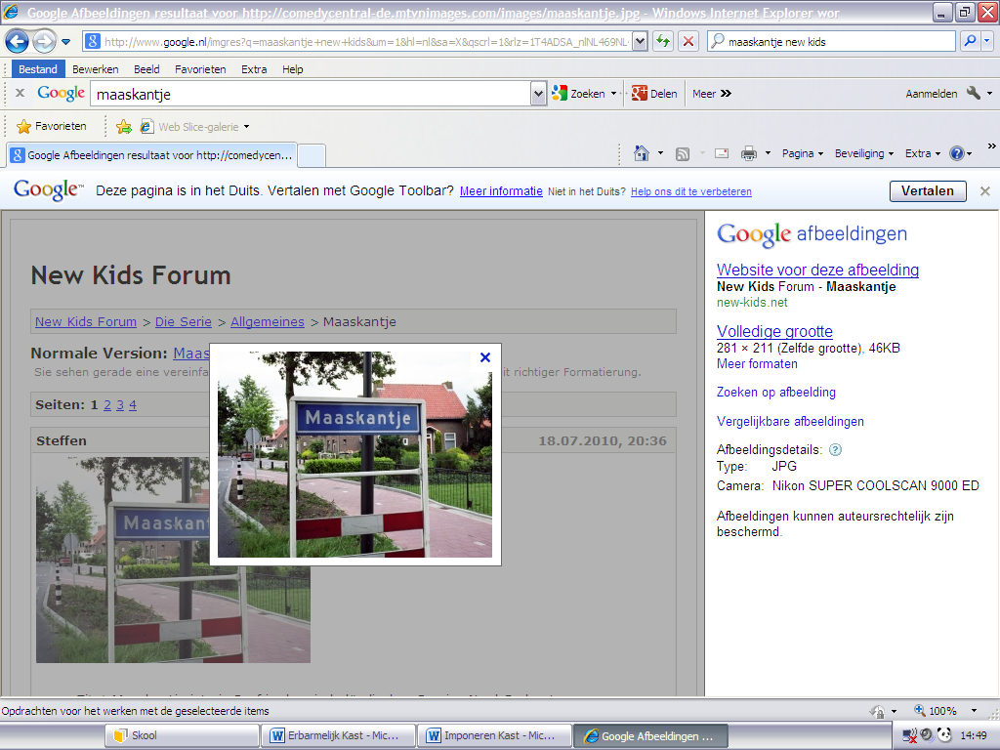 Google Afbeeldingen resultaat voor http://comedycentral-de.mtvnimages.com/images/maaskantje.jpg - Windows Internet Explorer wor
http://www.google.nl/imgres?q=maaskantje+new+kids&um=1&hl=nl&sa=X&qscrl=1&rlz=1T4ADSA_nlNL469NL
maaskantje new kids
Bestand Bewerken Beeld Favorieten Extra Help
x Google maaskantje Zoeken Delen Meer » Aanmelden
Favorieten Web Slice-galerie
Google Afbeeldingen resultaat voor http://comedycen...
Pagina Beveiliging Extra »
Google™ Deze pagina is in het Duits. Vertalen met Google Toolbar? Meer informatie Niet in het Duits? Help ons dit te verbeteren Vertalen
New Kids Forum
New Kids Forum > Die Serie > Allgemeines > Maaskantje
Normale Version: Maas
Sie sehen gerade eine vereinfa
it richtiger Formatierung.
Seiten: 1 2 3 4
Steffen 18.07.2010, 20:36
Maaskant
Maaskantje
Google afbeeldingen
Website voor deze afbeelding
New Kids Forum - Maaskantje
new-kids.net
Volledige grootte
281 × 211 (Zelfde grootte), 46KB
Meer formaten
Zoeken op afbeelding
Vergelijkbare afbeeldingen
Afbeeldingsdetails: ?
Type: JPG
Camera: Nikon SUPER COOLSCAN 9000 ED
Afbeeldingen kunnen auteursrechtelijk zijn
beschermd.
Opdrachten voor het werken met de geselecteerde items
100%
Skool
Erbarmelijk Kast - Mic...
Imponeren Kast - Mic...
Google Afbeeldingen ...
14:49